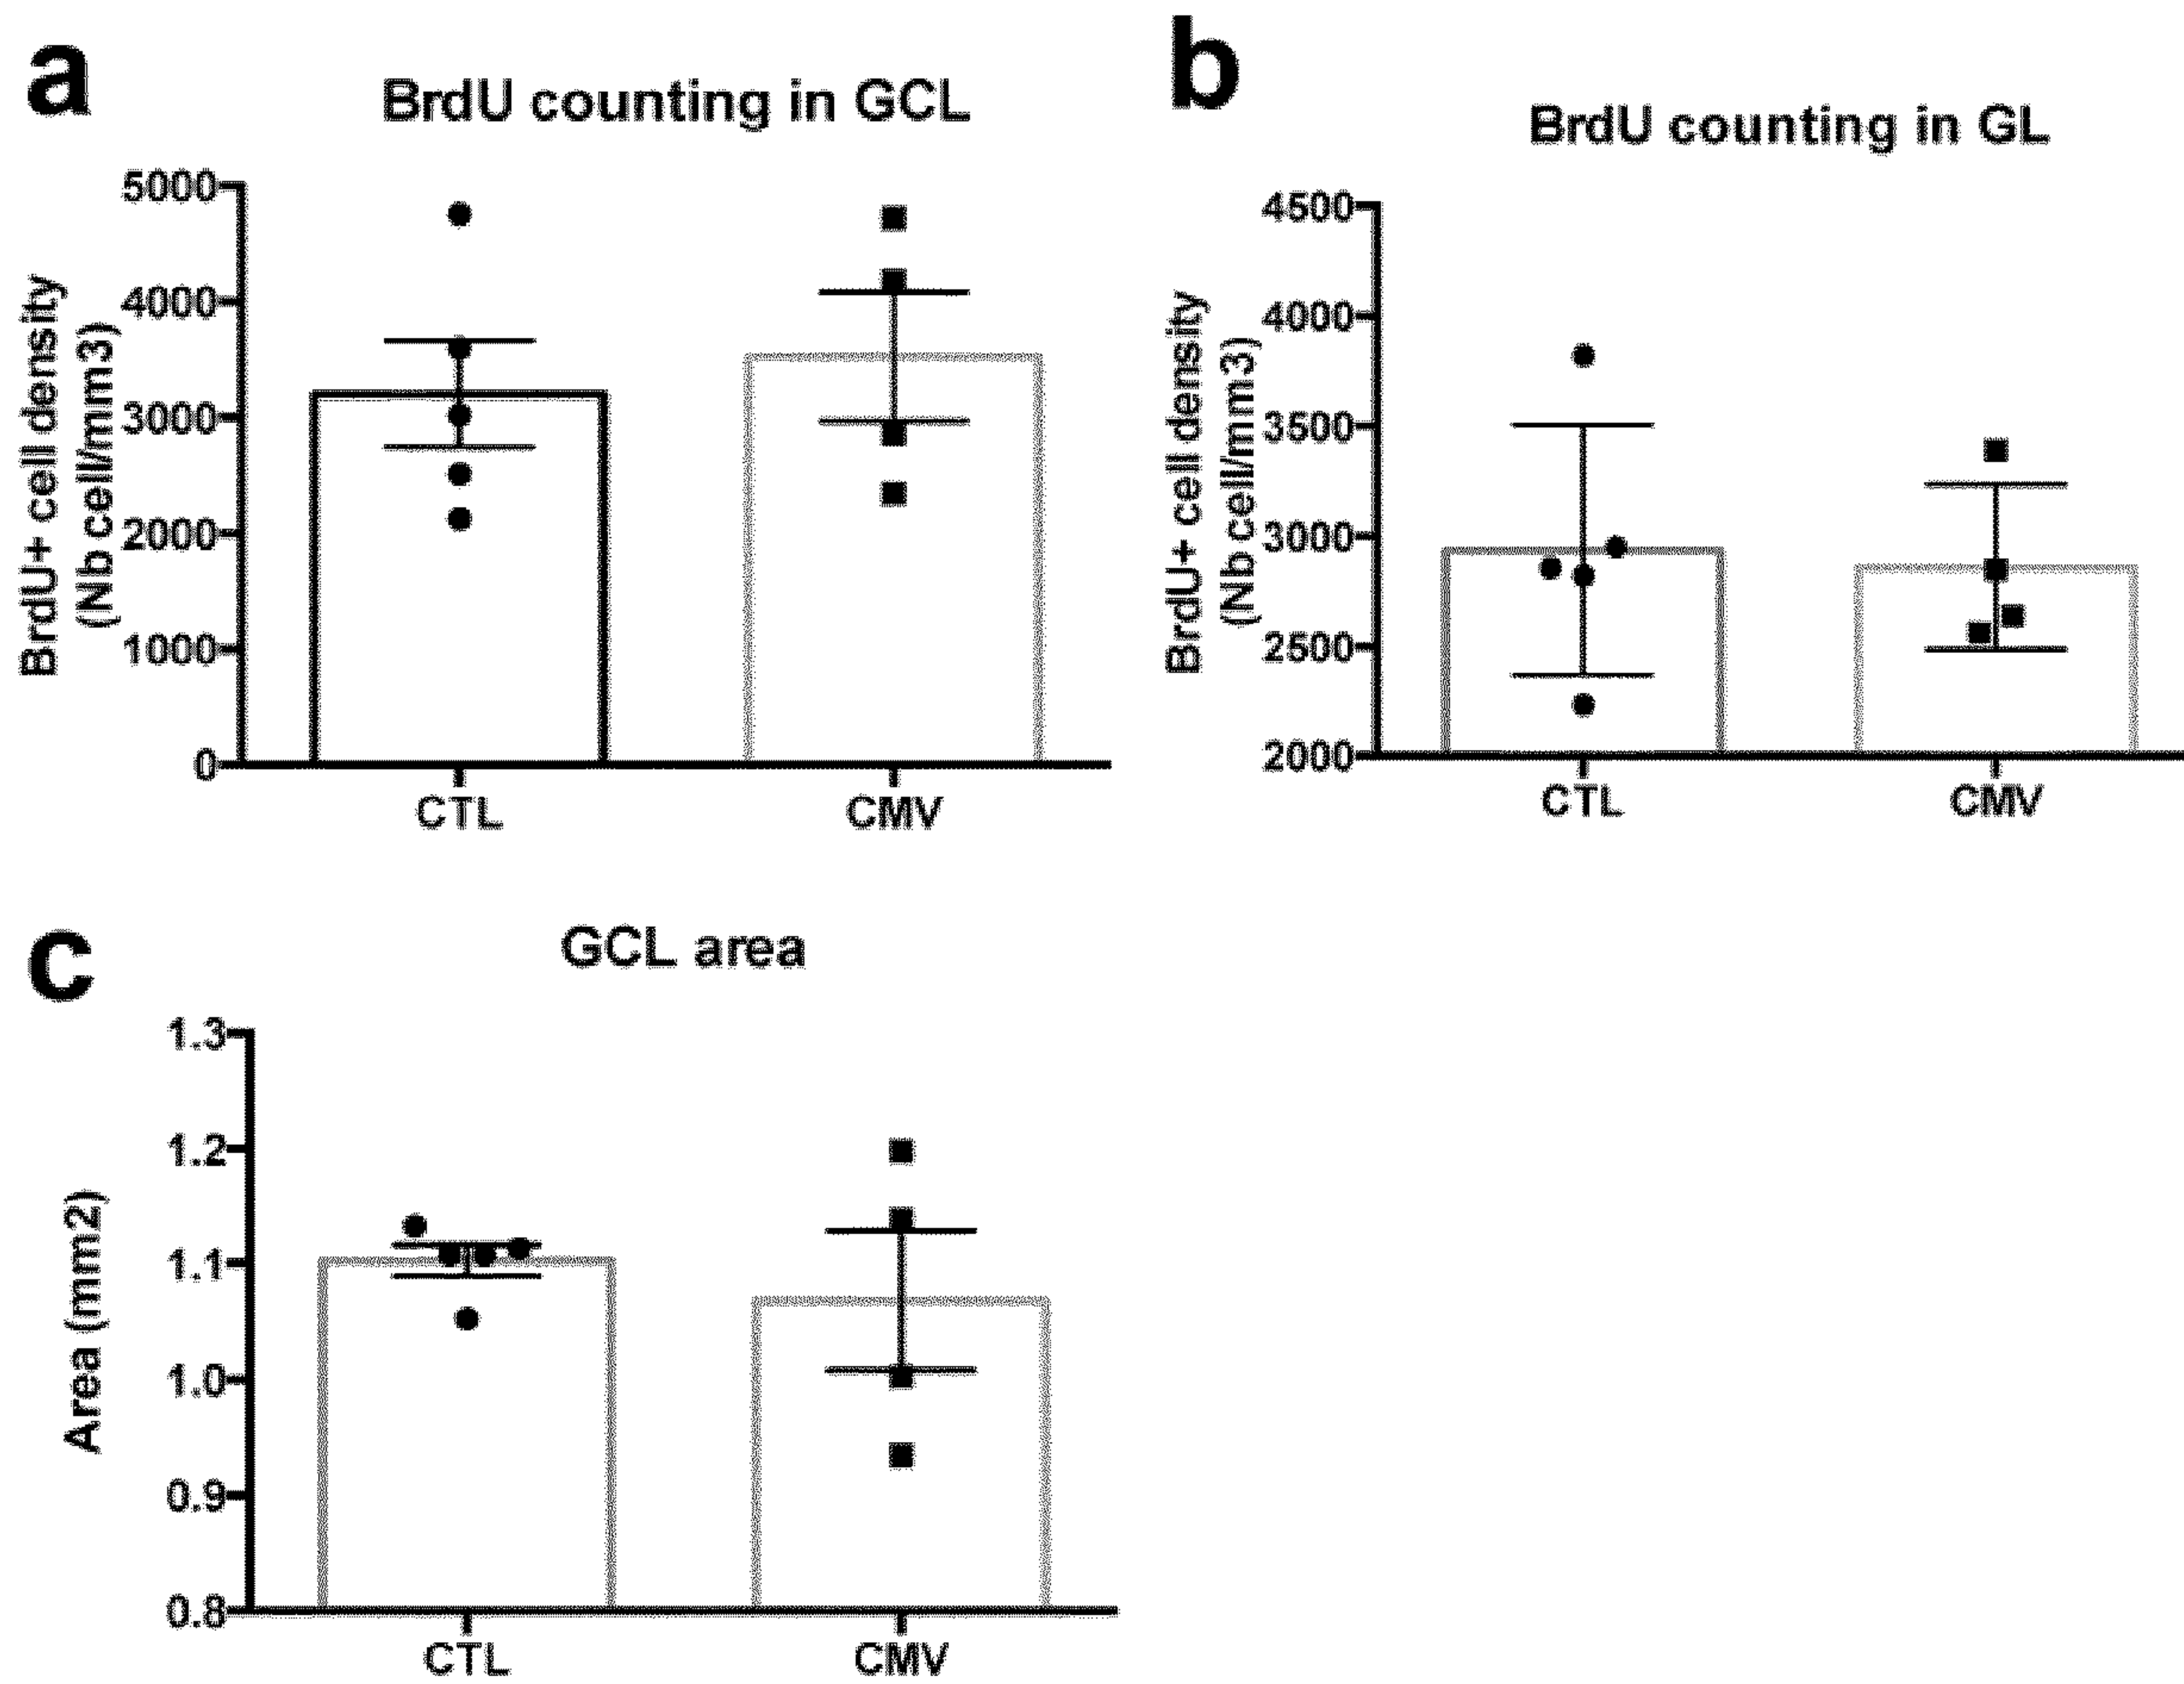 a
BrdU counting in GCL
BrdU+ cell density
(Nb cell/mm3)
5000
4000
3000
2000
1000
0
CTL
CMV
b
BrdU counting in GL
BrdU+ cell density
(Nb cell/mm3)
4500
4000
3500
3000
2500
2000
CTL
CMV
c
GCL area
Area (mm2)
1.3
1.2
1.1
1.0
0.9
0.8
CTL
CMV